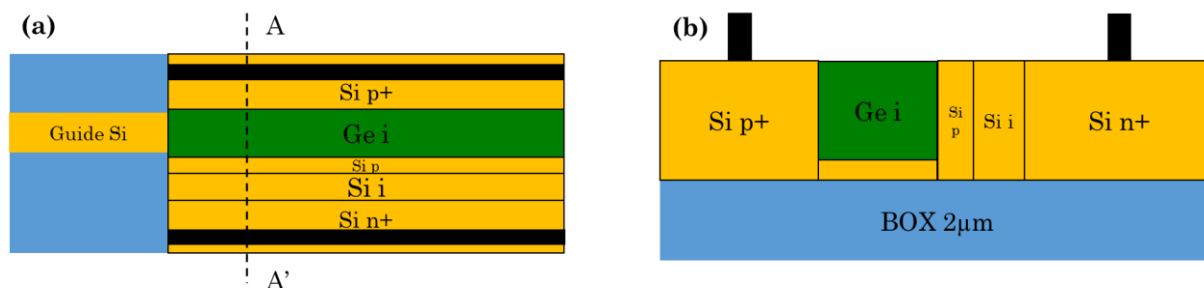 (a)
A
Si p+
Guide Si
Ge i
Si p
Si i
Si n+
A’
(b)
Si p+
Ge i
Si
p
Si i
Si n+
BOX 2µm